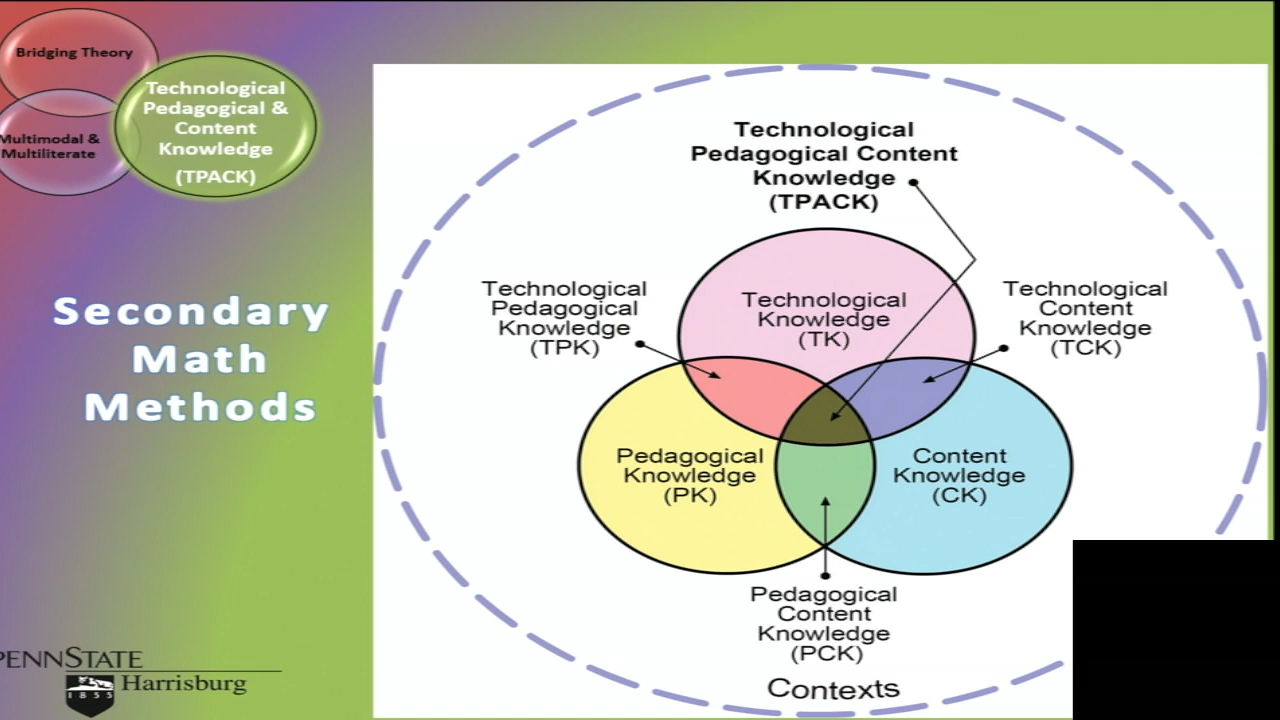 Bridging Theory
Multimodal &
Multiliterate
Technological
Pedagogical &
Content
Knowledge
(TPACK)
Secondary
Math
Methods
PENNSTATE
1855
Harrisburg
Technological
Pedagogical Content
Knowledge
(TPACK)
Technological
Pedagogical
Knowledge
(TPK)
Technological
Knowledge
(TK)
Technological
Content
Knowledge
(TCK)
Pedagogical
Knowledge
(PK)
Content
Knowledge
(CK)
Pedagogical
Content
Knowledge
(PCK)
Contexts